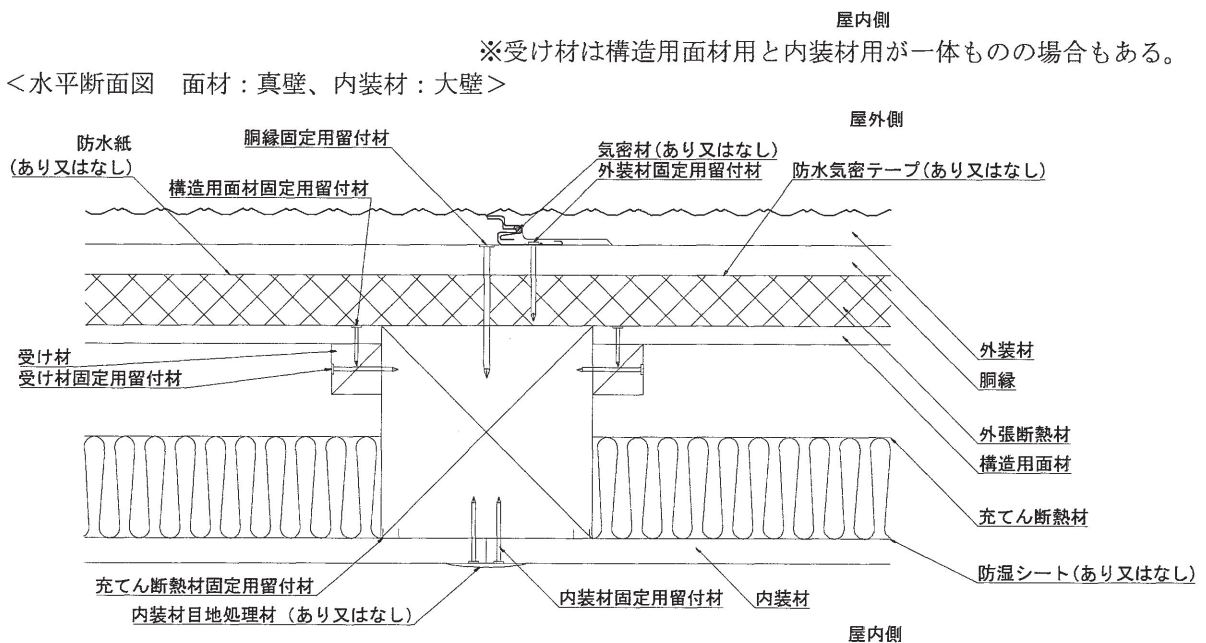 屋内側
※受け材は構造用面材用と内装材用が一体ものの場合もある。
＜水平断面図　面材：真壁、内装材：大壁＞
屋外側
防水紙
(あり又はなし)
胴縁固定用留付材
構造用面材固定用留付材
気密材(あり又はなし)
外装材固定用留付材
防水気密テープ(あり又はなし)
受け材
受け材固定用留付材
外装材
胴縁
外張断熱材
構造用面材
充てん断熱材
防湿シート(あり又はなし)
充てん断熱材固定用留付材
内装材目地処理材 (あり又はなし)
内装材固定用留付材
内装材
屋内側